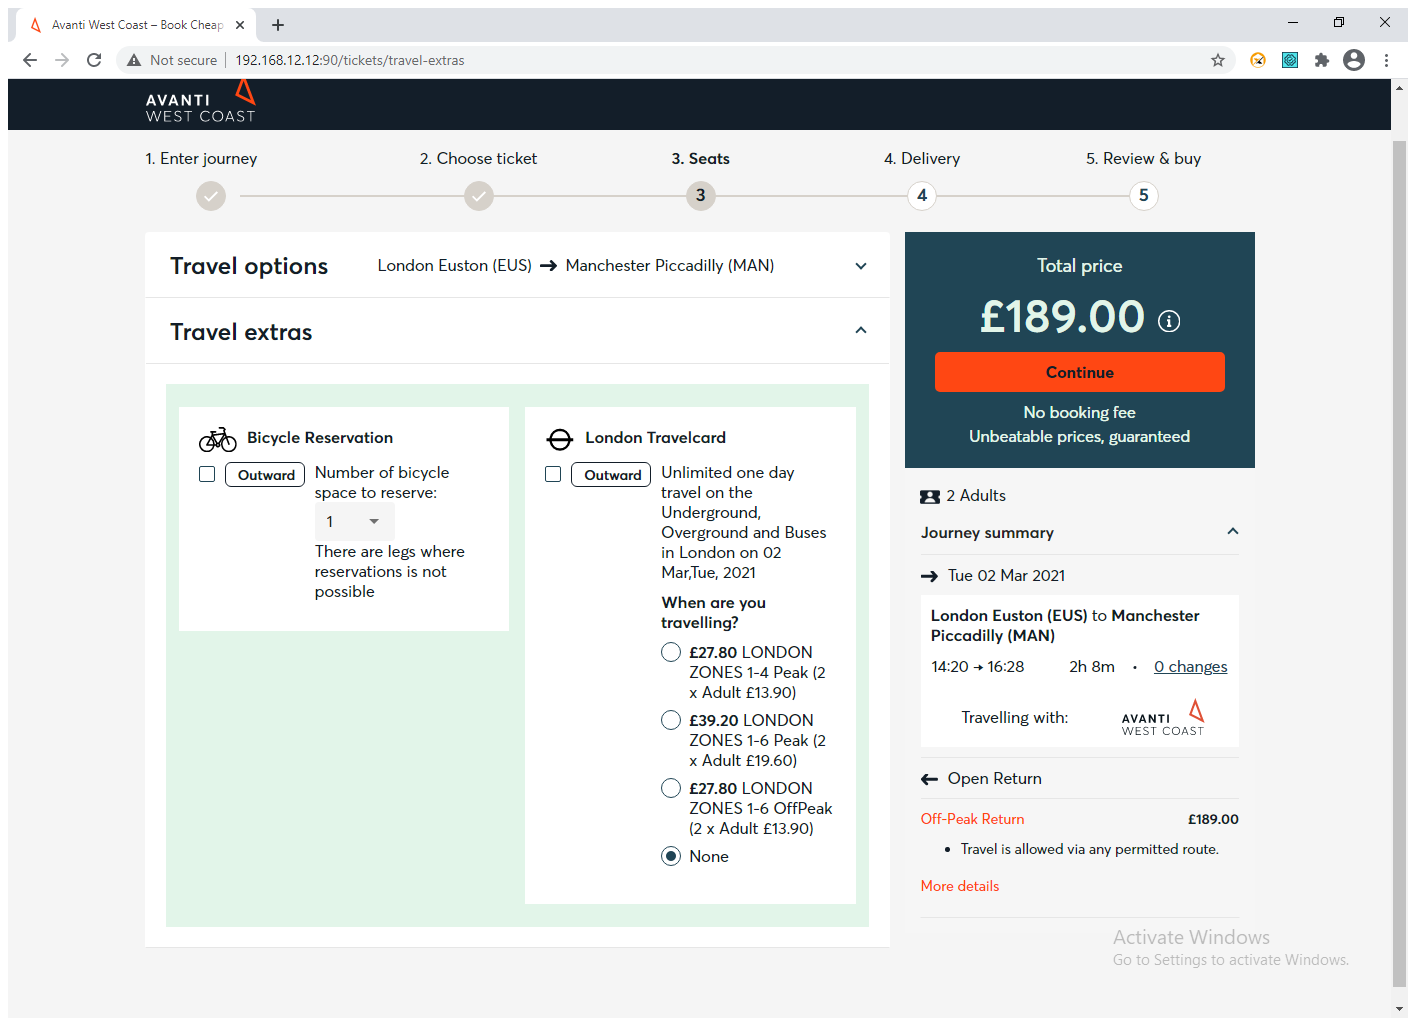 Avanti West Coast – Book Cheap
Not secure
192.168.12.12:90/tickets/travel-extras
AVANTI
WEST COAST
1. Enter journey
2. Choose ticket
3. Seats
4. Delivery
5. Review & buy
3
4
5
Travel options
London Euston (EUS) → Manchester Piccadilly (MAN)
Travel extras
Bicycle Reservation
Outward
Number of bicycle
space to reserve:
1
There are legs where
reservations is not
possible
London Travelcard
Outward
Unlimited one day
travel on the
Underground,
Overground and Buses
in London on 02
Mar,Tue, 2021
When are you
travelling?
£27.80 LONDON
ZONES 1-4 Peak (2
x Adult £13.90)
£39.20 LONDON
ZONES 1-6 Peak (2
x Adult £19.60)
£27.80 LONDON
ZONES 1-6 OffPeak
(2 x Adult £13.90)
None
Total price
£189.00
Continue
No booking fee
Unbeatable prices, guaranteed
2 Adults
Journey summary
→ Tue 02 Mar 2021
London Euston (EUS) to Manchester
Piccadilly (MAN)
14:20 → 16:28 2h 8m • 0 changes
Travelling with:
AVANTI
WEST COAST
← Open Return
Off-Peak Return £189.00
• Travel is allowed via any permitted route.
More details
Activate Windows
Go to Settings to activate Windows.